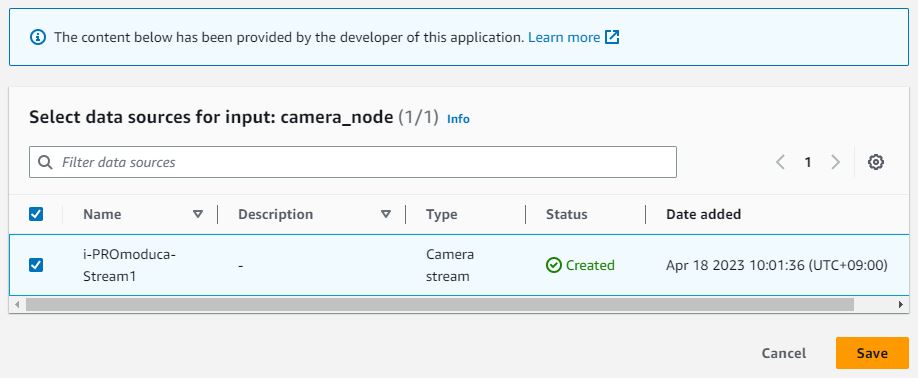 The content below has been provided by the developer of this application. Learn more
Select data sources for input: camera_node (1/1) Info
Filter data sources
1
Name Description Type Status Date added
i-PROmoduca-
Stream1
-
Camera
stream
Created
Apr 18 2023 10:01:36 (UTC+09:00)
Cancel Save